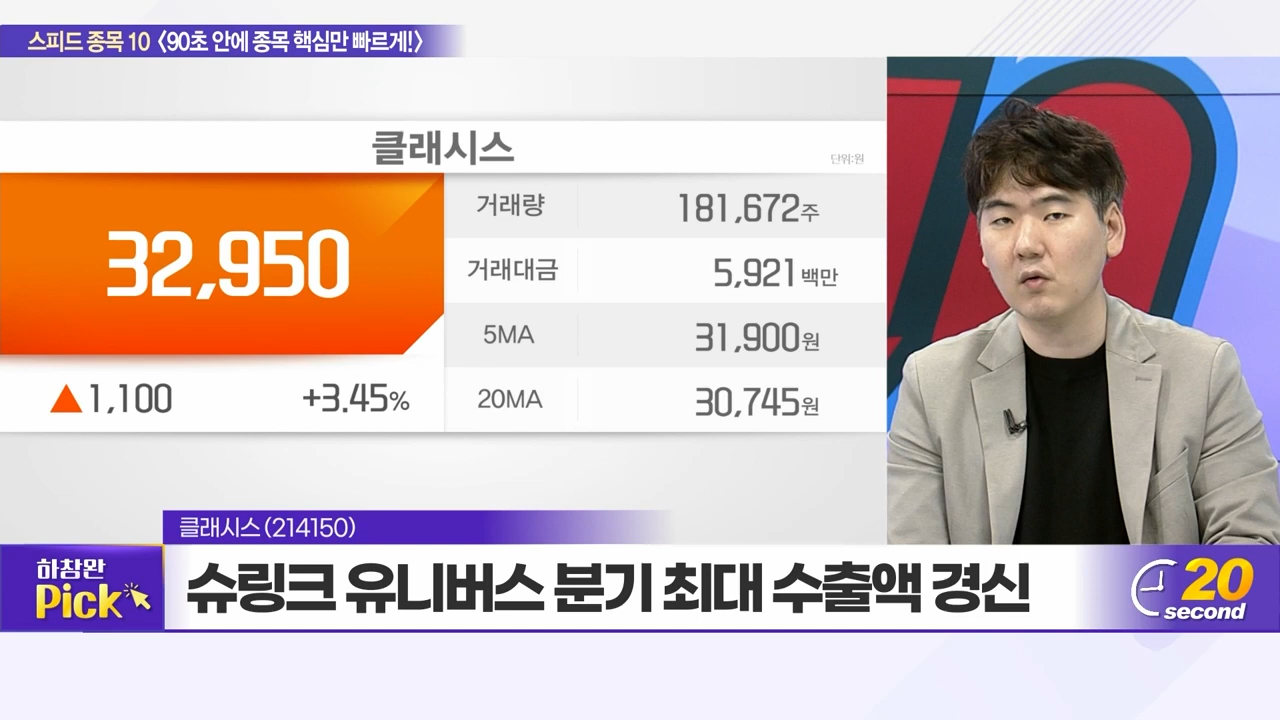 스피드 종목 10 〈90초 안에 종목 핵심만 빠르게!〉
클래시스
단위:원
32,950
▲1,100 +3.45%
거래량 181,672주
거래대금 5,921백만
5MA 31,900원
20MA 30,745원
클래시스(214150)
하창완
Pick
슈링크 유니버스 분기 최대 수출액 경신
20
second